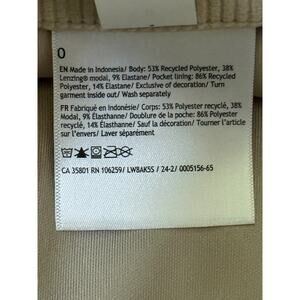 0
EN Made in Indonesia/ Body: 53% Recycled Polyester, 38%
Lenzing® modal, 9% Elastane/ Pocket lining: 86% Recycled
Polyester, 14% Elastane/ Exclusive of decoration/ Turn
garment inside out/ Wash separately
FR Fabriqué en Indonésie/ Corps: 53% Polyester recyclé, 38%
Modal, 9% Élasthanne/ Doublure de la poche: 86% Polyester
recyclé, 14% Élasthanne/ Sauf la décoration/ Tourner l'article
sur l'envers/ Laver séparément
CA 35801 RN 106259/ LW8AK5S / 24-2/ 0005156-65